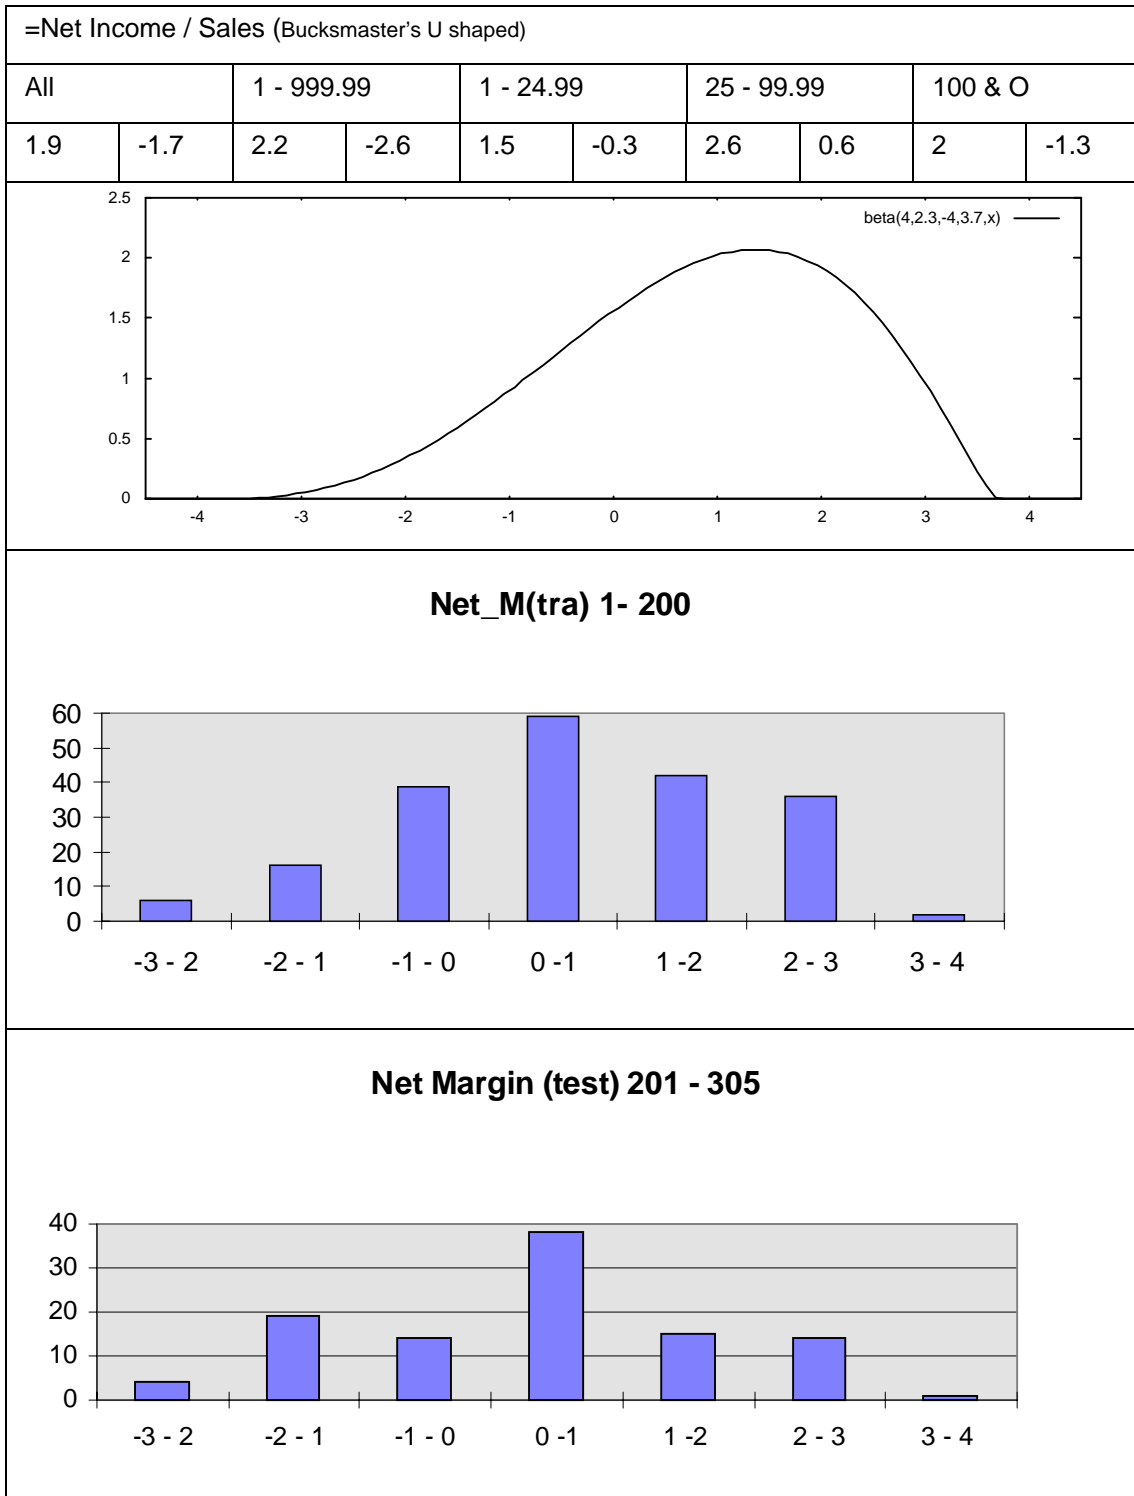 =Net Income / Sales (Bucksmaster's U shaped)
All 1 - 999.99 1 - 24.99 25 - 99.99 100 & O
1.9 -1.7 2.2 -2.6 1.5 -0.3 2.6 0.6 2 -1.3
2.5
beta(4,2.3,-4,3.7,x)
2
1.5
1
0.5
0
-4 -3 -2 -1 0 1 2 3 4
Net_M(tra) 1- 200
60
50
40
30
20
10
0
-3 - 2 -2 - 1 -1 - 0 0 -1 1 -2 2 - 3 3 - 4
Net Margin (test) 201 - 305
40
30
20
10
0
-3 - 2 -2 - 1 -1 - 0 0 -1 1 -2 2 - 3 3 - 4